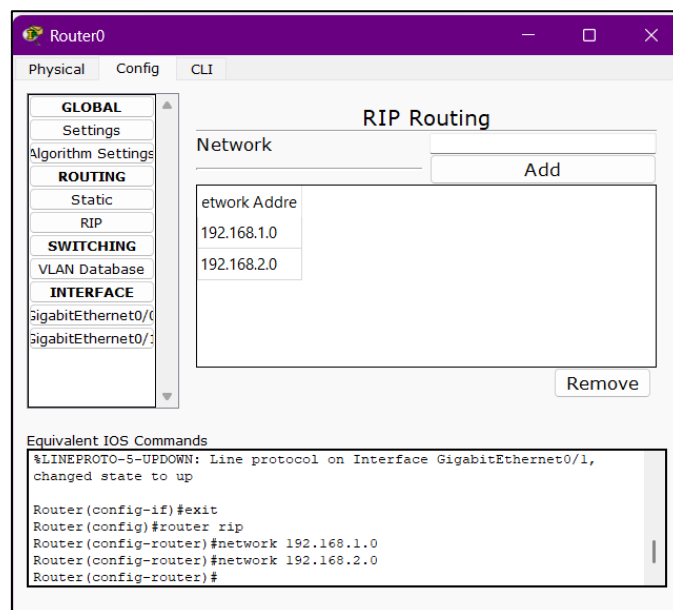 Router0
Physical Config CLI
GLOBAL
Settings
Algorithm Settings
ROUTING
Static
RIP
SWITCHING
VLAN Database
INTERFACE
GigabitEthernet0/0
GigabitEthernet0/1
RIP Routing
Network
Add
etwork Addre
192.168.1.0
192.168.2.0
Remove
Equivalent IOS Commands
%LINEPROTO-5-UPDOWN: Line protocol on Interface GigabitEthernet0/1,
changed state to up
Router(config-if)#exit
Router(config)#router rip
Router(config-router)#network 192.168.1.0
Router(config-router)#network 192.168.2.0
Router(config-router)#